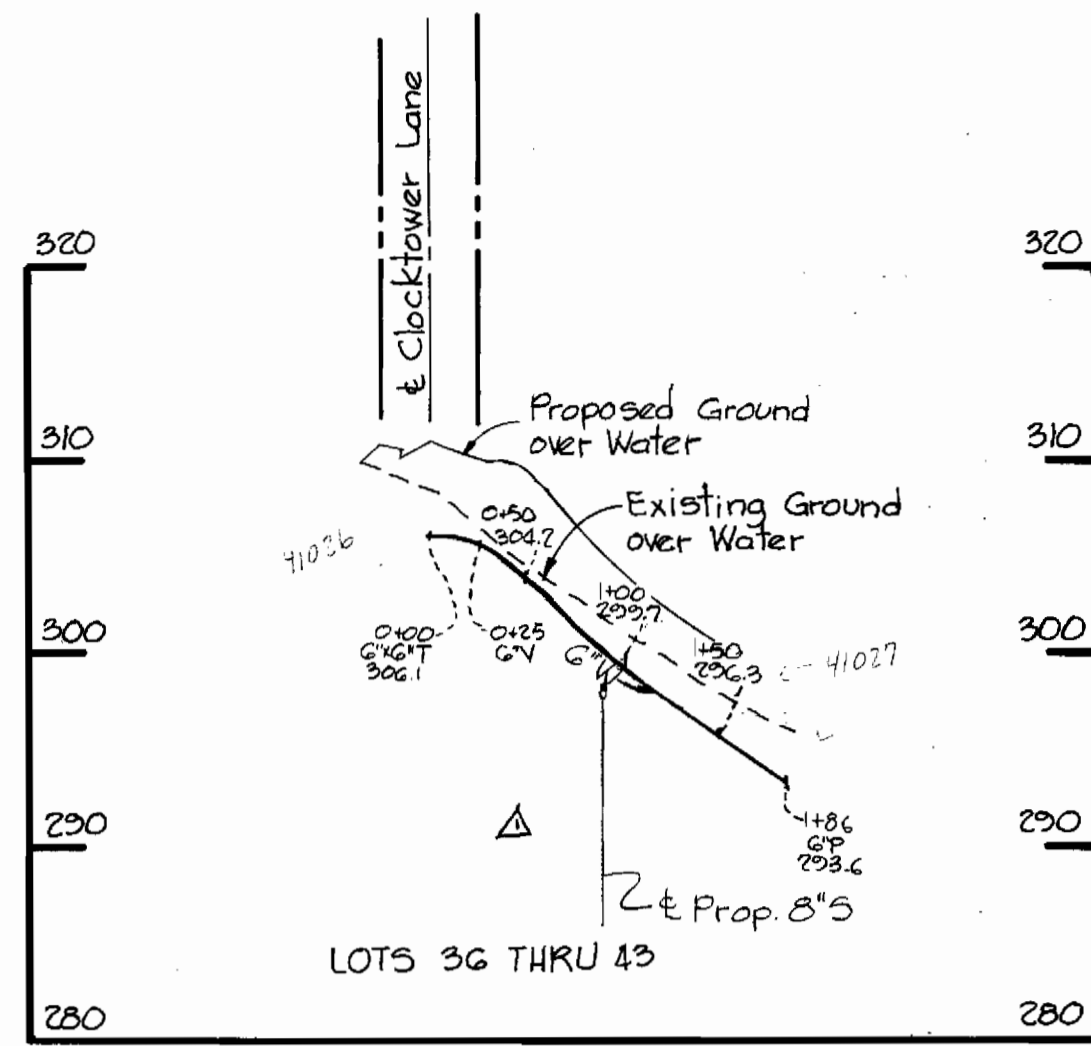 ℄ Clocktower Lane
320
320
Proposed Ground
over Water
310
310
Existing Ground
over Water
0+50
304.2
41026
1+00
299.7
1+50
296.3
41027
300
300
0+00
6"x6"T
306.1
0+25
6"V
6"W
290
290
1
1+86
6"P
293.6
℄ Prop. 8"S
LOTS 36 THRU 43
280
280